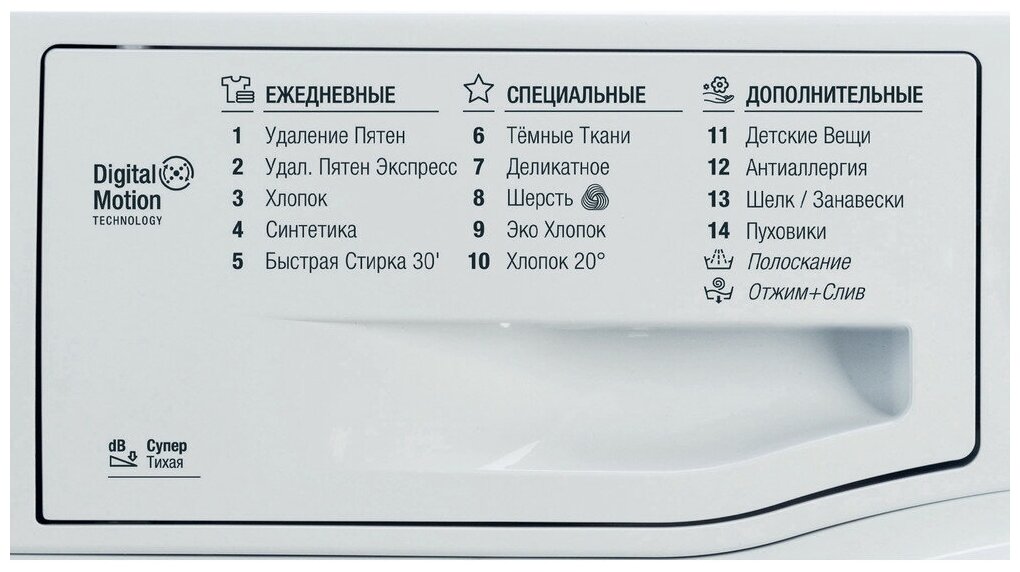 ЕЖЕДНЕВНЫЕ
1 Удаление Пятен
2 Удал. Пятен Экспресс
3 Хлопок
4 Синтетика
5 Быстрая Стирка 30'
СПЕЦИАЛЬНЫЕ
6 Тёмные Ткани
7 Деликатное
8 Шерсть
9 Эко Хлопок
10 Хлопок 20°
ДОПОЛНИТЕЛЬНЫЕ
11 Детские Вещи
12 Антиаллергия
13 Шелк / Занавески
14 Пуховики
Полоскание
Отжим+Слив
Digital
Motion
TECHNOLOGY
dB Супер
Тихая